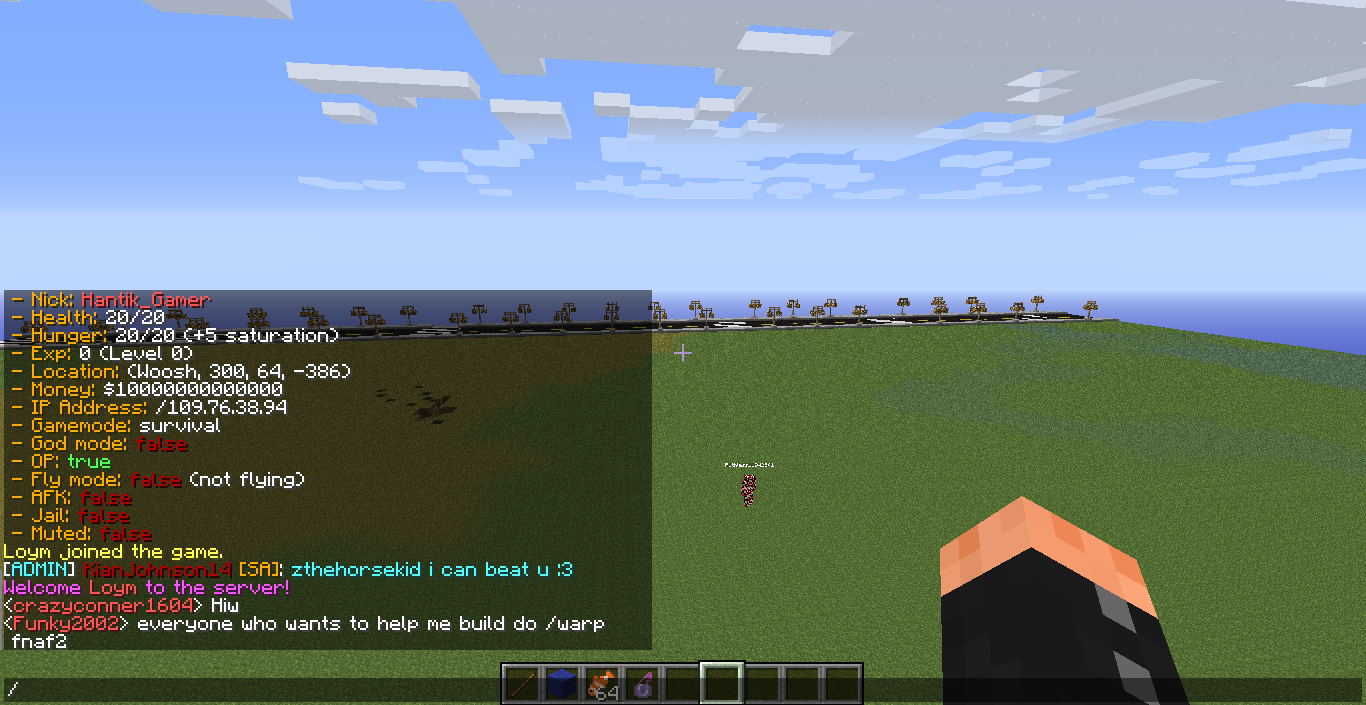 - Nick: Hantik_Gamer
- Health: 20/20
- Hunger: 20/20 (+5 saturation)
- Exp: 0 (Level 0)
- Location: (Woosh, 300, 64, -386)
- Money: $10000000000000
- IP Address: /109.76.38.94
- Gamemode: survival
- God mode: false
- OP: true
- Fly mode: false (not flying)
- AFK: false
- Jail: false
- Muted: false
Loym joined the game.
[ADMIN] KianJohnson14 [SA]: zthehorsekid i can beat u :3
Welcome Loym to the server!
<crazyconner1604> Hiw
<Funky2002> everyone who wants to help me build do /warp
fnaf2
64
/